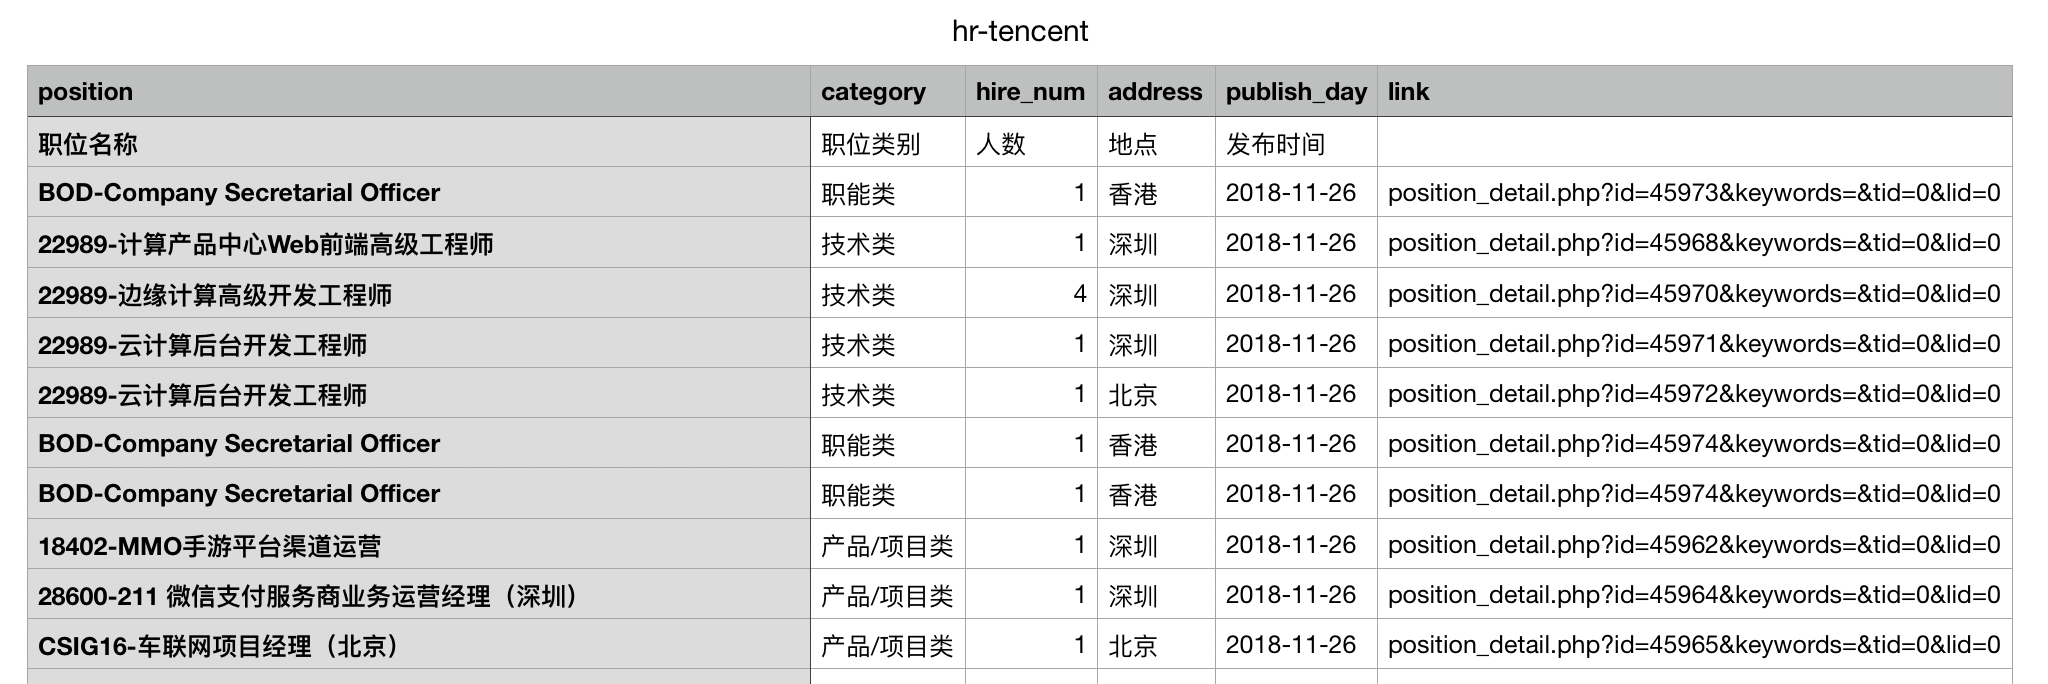 hr-tencent
position category hire_num address publish_day link
职位名称 职位类别 人数 地点 发布时间
BOD-Company Secretarial Officer 职能类 1 香港 2018-11-26 position_detail.php?id=45973&keywords=&tid=0&lid=0
22989-计算产品中心Web前端高级工程师 技术类 1 深圳 2018-11-26 position_detail.php?id=45968&keywords=&tid=0&lid=0
22989-边缘计算高级开发工程师 技术类 4 深圳 2018-11-26 position_detail.php?id=45970&keywords=&tid=0&lid=0
22989-云计算后台开发工程师 技术类 1 深圳 2018-11-26 position_detail.php?id=45971&keywords=&tid=0&lid=0
22989-云计算后台开发工程师 技术类 1 北京 2018-11-26 position_detail.php?id=45972&keywords=&tid=0&lid=0
BOD-Company Secretarial Officer 职能类 1 香港 2018-11-26 position_detail.php?id=45974&keywords=&tid=0&lid=0
BOD-Company Secretarial Officer 职能类 1 香港 2018-11-26 position_detail.php?id=45974&keywords=&tid=0&lid=0
18402-MMO手游平台渠道运营 产品/项目类 1 深圳 2018-11-26 position_detail.php?id=45962&keywords=&tid=0&lid=0
28600-211 微信支付服务商业务运营经理（深圳） 产品/项目类 1 深圳 2018-11-26 position_detail.php?id=45964&keywords=&tid=0&lid=0
CSIG16-车联网项目经理（北京） 产品/项目类 1 北京 2018-11-26 position_detail.php?id=45965&keywords=&tid=0&lid=0